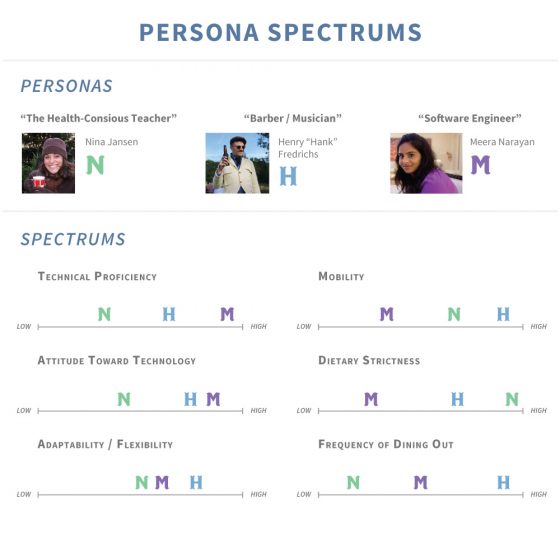 PERSONA SPECTRUMS
PERSONAS
"The Health-Consious Teacher"
Nina Jansen
N
"Barber / Musician"
Henry "Hank"
Fredrichs
H
"Software Engineer"
Meera Narayan
M
SPECTRUMS
Technical Proficiency
N H M
LOW HIGH
Mobility
M N H
LOW HIGH
Attitude Toward Technology
N H M
LOW HIGH
Dietary Strictness
M H N
LOW HIGH
Adaptability / Flexibility
N M H
LOW HIGH
Frequency of Dining Out
N M H
LOW HIGH